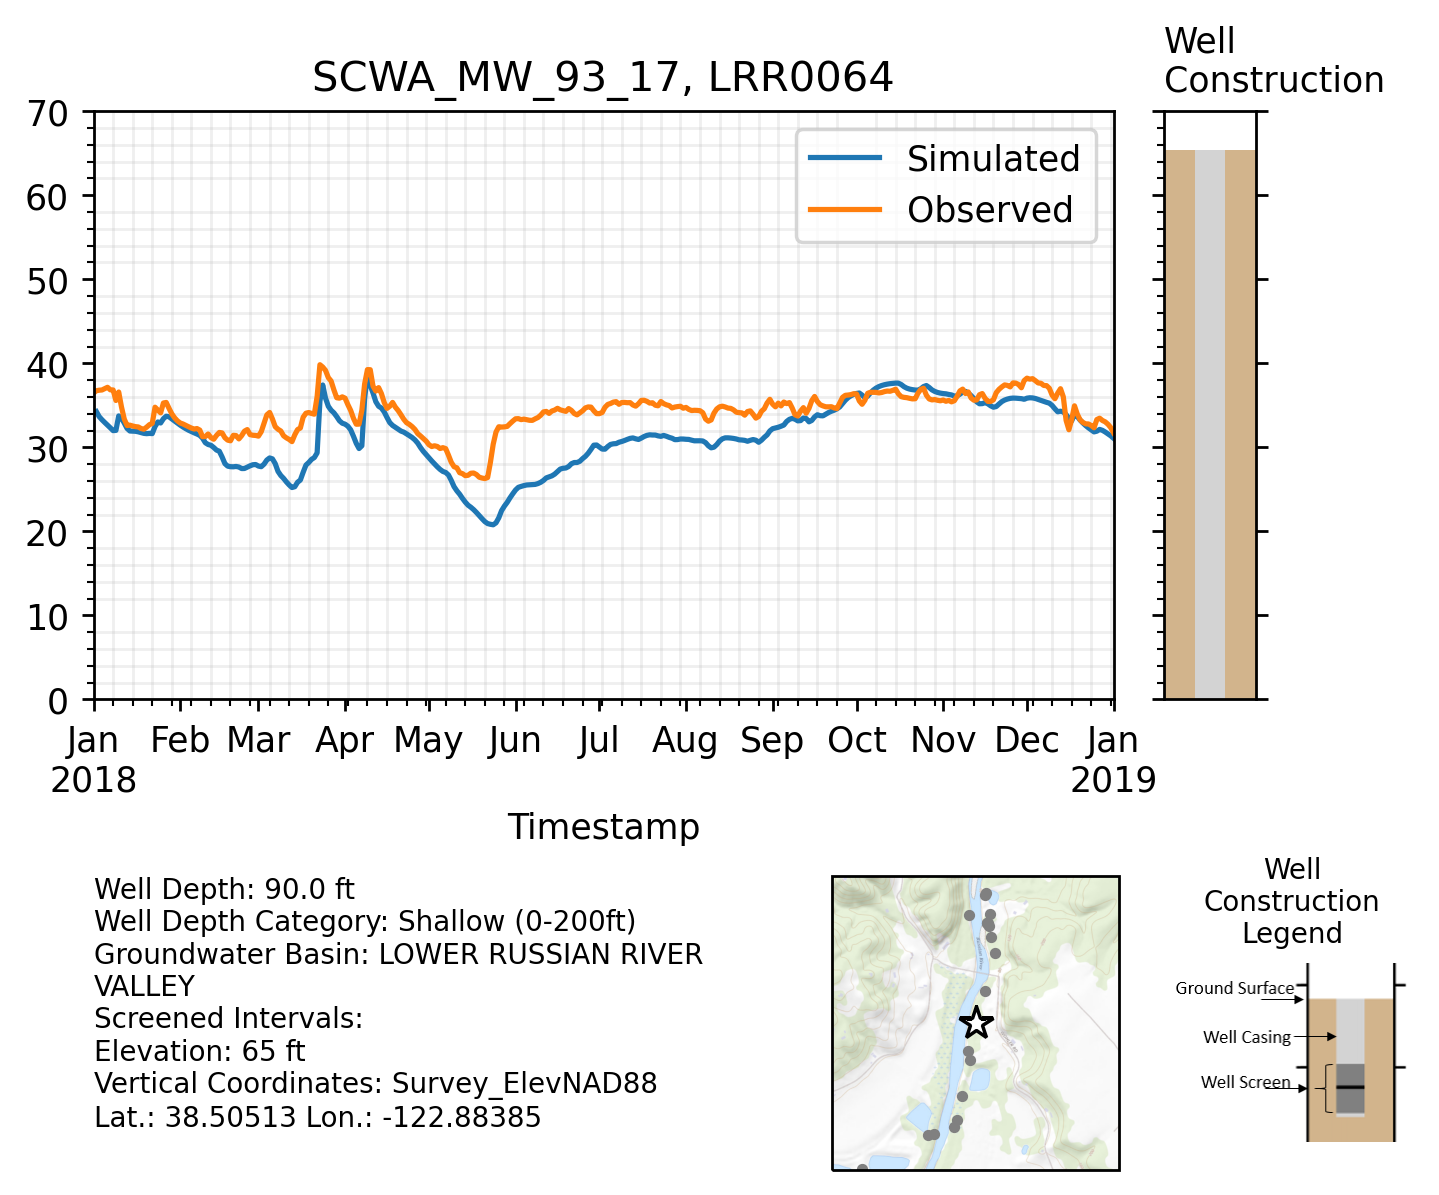 SCWA_MW_93_17, LRR0064
Well
Construction
70
60
50
40
30
20
10
0
Simulated
Observed
Jan Feb Mar Apr May Jun Jul Aug Sep Oct Nov Dec Jan
2018 2019
Timestamp
Well Depth: 90.0 ft
Well Depth Category: Shallow (0-200ft)
Groundwater Basin: LOWER RUSSIAN RIVER
VALLEY
Screened Intervals:
Elevation: 65 ft
Vertical Coordinates: Survey_ElevNAD88
Lat.: 38.50513 Lon.: -122.88385
Well
Construction
Legend
Ground Surface
Well Casing
Well Screen